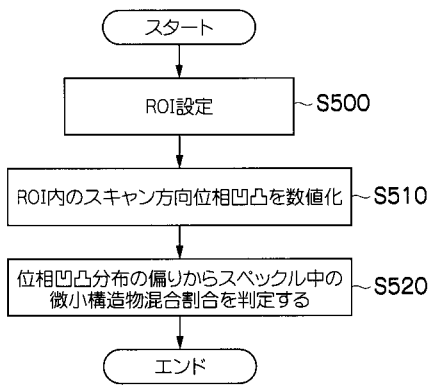 スタート
ROI設定
S500
ROI内のスキャン方向位相凹凸を数値化
S510
位相凹凸分布の偏りからスペックル中の
微小構造物混合割合を判定する
S520
エンド